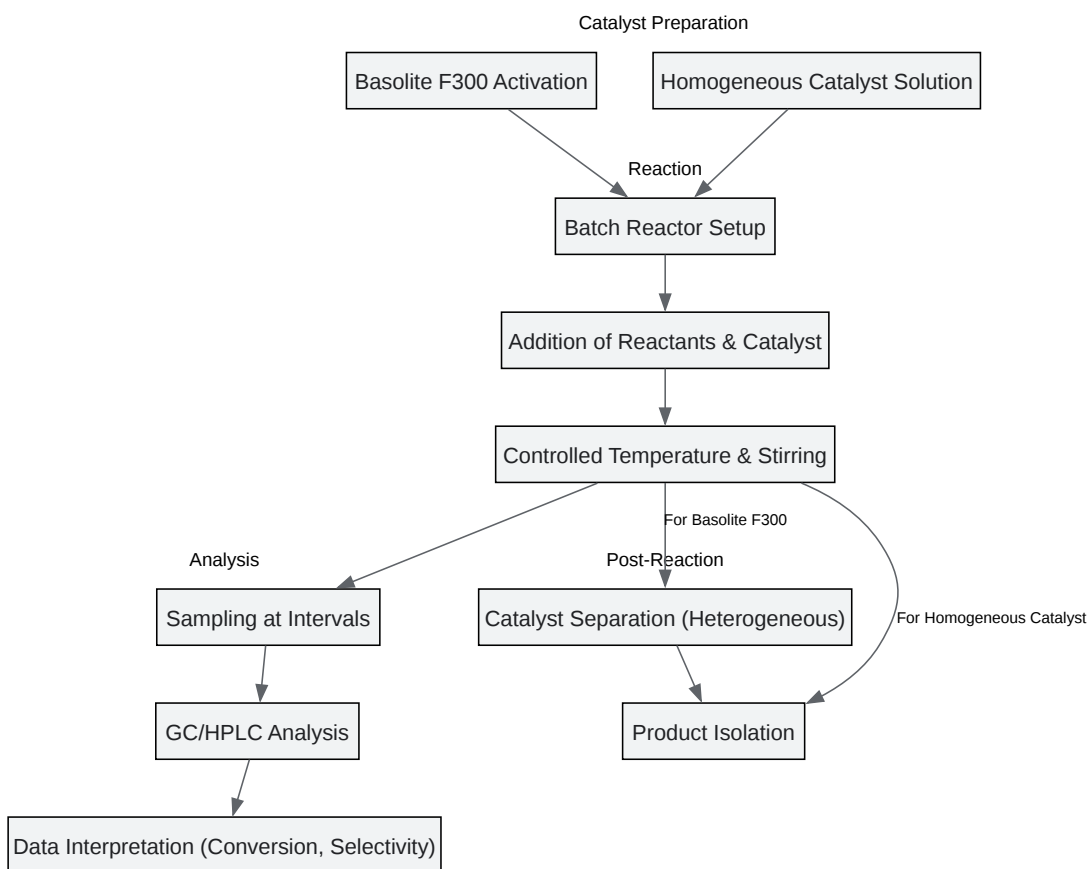 Catalyst Preparation
Basolite F300 Activation
Homogeneous Catalyst Solution
Reaction
Batch Reactor Setup
Addition of Reactants & Catalyst
Controlled Temperature & Stirring
For Basolite F300
Analysis
Post-Reaction
Sampling at Intervals
Catalyst Separation (Heterogeneous)
For Homogeneous Catalyst
GC/HPLC Analysis
Product Isolation
Data Interpretation (Conversion, Selectivity)